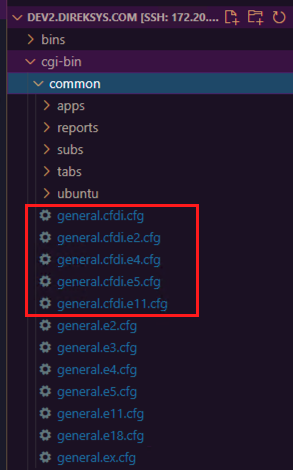 DEV2.DIREKSYS.COM [SSH: 172.20....
bins
cgi-bin
common
apps
reports
subs
tabs
ubuntu
general.cfdi.cfg
general.cfdi.e2.cfg
general.cfdi.e4.cfg
general.cfdi.e5.cfg
general.cfdi.e11.cfg
general.e2.cfg
general.e3.cfg
general.e4.cfg
general.e5.cfg
general.e11.cfg
general.e18.cfg
general.ex.cfg